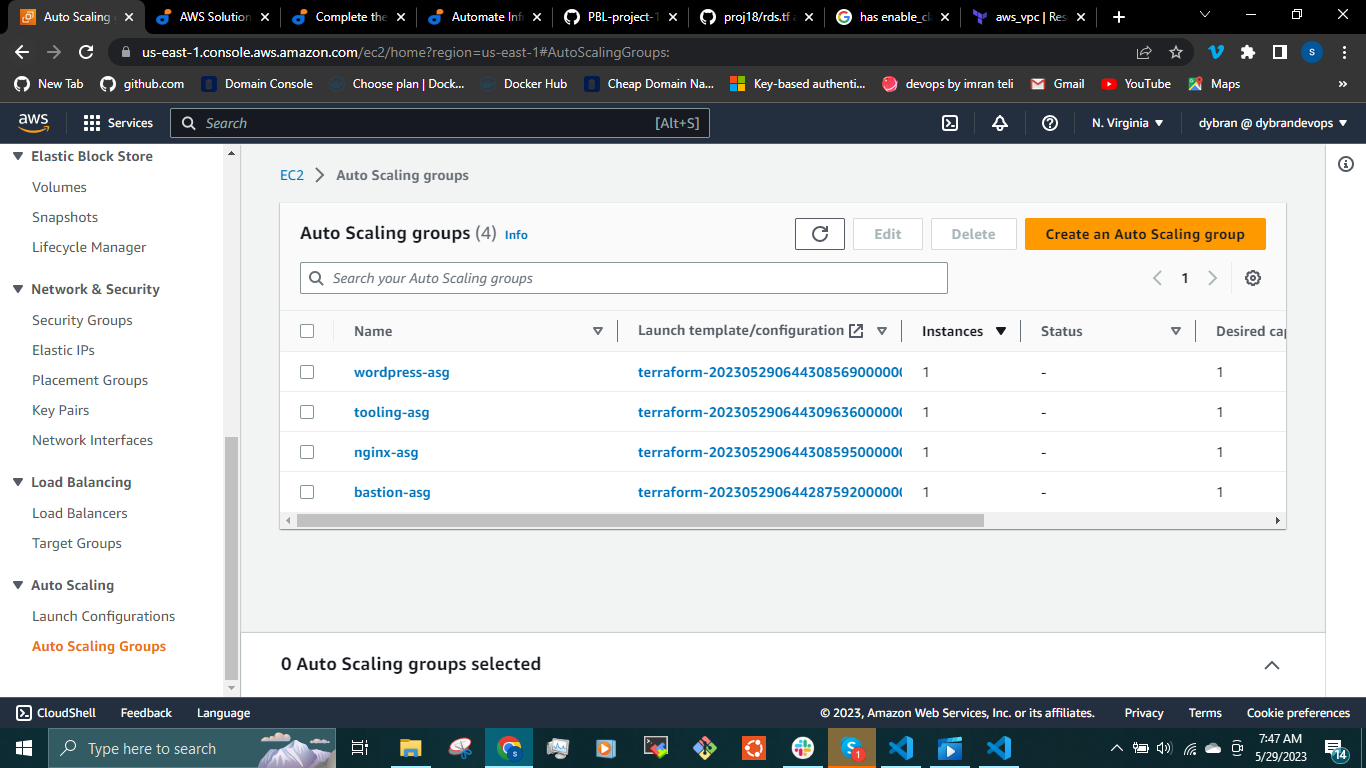 Auto Scaling
AWS Solution
Complete the
Automate Inf
PBL-project-1
proj18/rds.tf a
has enable_cla
aws_vpc | Res
us-east-1.console.aws.amazon.com/ec2/home?region=us-east-1#AutoScalingGroups:
s
New Tab
github.com
Domain Console
Choose plan | Dock...
Docker Hub
Cheap Domain Na...
Key-based authenti...
devops by imran teli
Gmail
YouTube
Maps
»
aws
Services
Search
[Alt+S]
N. Virginia
dybran @ dybrandevops
Elastic Block Store
Volumes
Snapshots
Lifecycle Manager
Network & Security
Security Groups
Elastic IPs
Placement Groups
Key Pairs
Network Interfaces
Load Balancing
Load Balancers
Target Groups
Auto Scaling
Launch Configurations
Auto Scaling Groups
EC2 > Auto Scaling groups
Auto Scaling groups (4) Info
Edit
Delete
Create an Auto Scaling group
Search your Auto Scaling groups
1
Name Launch template/configuration Instances Status Desired cap
wordpress-asg terraform-20230529064430856900000 1 - 1
tooling-asg terraform-20230529064430963600000 1 - 1
nginx-asg terraform-20230529064430859500000 1 - 1
bastion-asg terraform-20230529064428759200000 1 - 1
0 Auto Scaling groups selected
CloudShell
Feedback
Language
© 2023, Amazon Web Services, Inc. or its affiliates.
Privacy
Terms
Cookie preferences
Type here to search
1
7:47 AM
5/29/2023
14